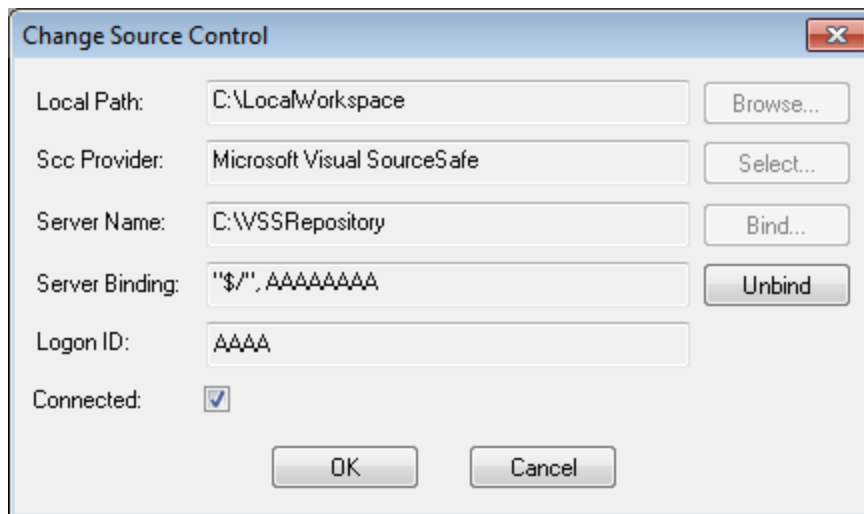 Change Source Control
Local Path: C:\LocalWorkspace Browse...
Scc Provider: Microsoft Visual SourceSafe Select...
Server Name: C:\VSSRepository Bind...
Server Binding: "$/", AAAAAAAA Unbind
Logon ID: AAAA
Connected:
OK Cancel